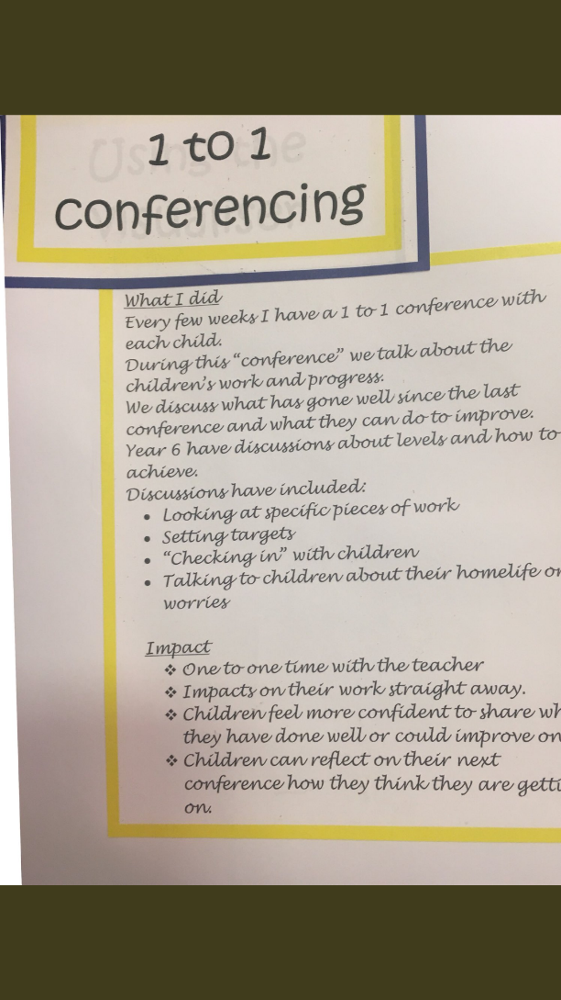 1 to 1
conferencing
Using the
What I did
Every few weeks I have a 1 to 1 conference with
each child.
During this “conference” we talk about the
children’s work and progress.
We discuss what has gone well since the last
conference and what they can do to improve.
Year 6 have discussions about levels and how to
achieve.
Discussions have included:
• Looking at specific pieces of work
• Setting targets
• “Checking in” with children
• Talking to children about their homelife or
worries
Impact
❖ One to one time with the teacher
❖ Impacts on their work straight away.
❖ Children feel more confident to share wh
they have done well or could improve on
❖ Children can reflect on their next
conference how they think they are getti
on.